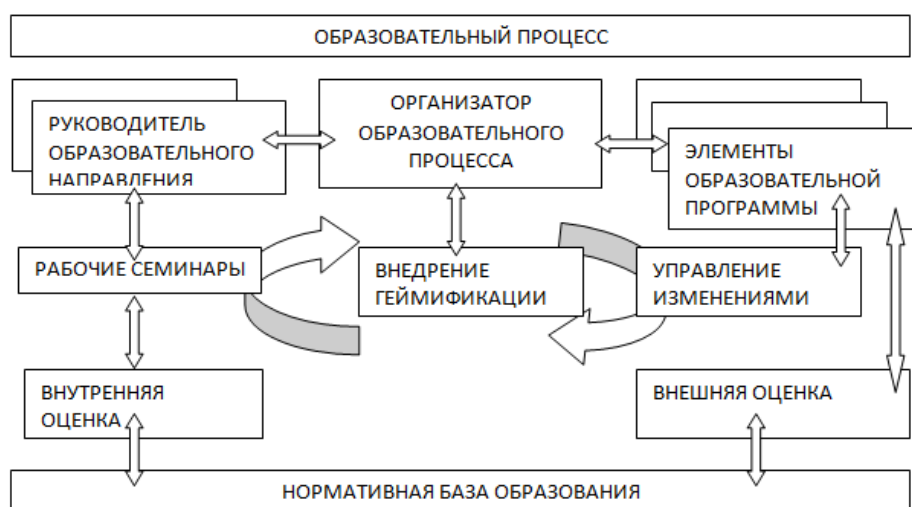 ОБРАЗОВАТЕЛЬНЫЙ ПРОЦЕСС
РУКОВОДИТЕЛЬ
ОБРАЗОВАТЕЛЬНОГО
НАПРАВЛЕНИЯ
ОРГАНИЗАТОР
ОБРАЗОВАТЕЛЬНОГО
ПРОЦЕССА
ЭЛЕМЕНТЫ
ОБРАЗОВАТЕЛЬНОЙ
ПРОГРАММЫ
РАБОЧИЕ СЕМИНАРЫ
ВНЕДРЕНИЕ
ГЕЙМИФИКАЦИИ
УПРАВЛЕНИЕ
ИЗМЕНЕНИЯМИ
ВНУТРЕННЯЯ
ОЦЕНКА
ВНЕШНЯЯ ОЦЕНКА
НОРМАТИВНАЯ БАЗА ОБРАЗОВАНИЯ